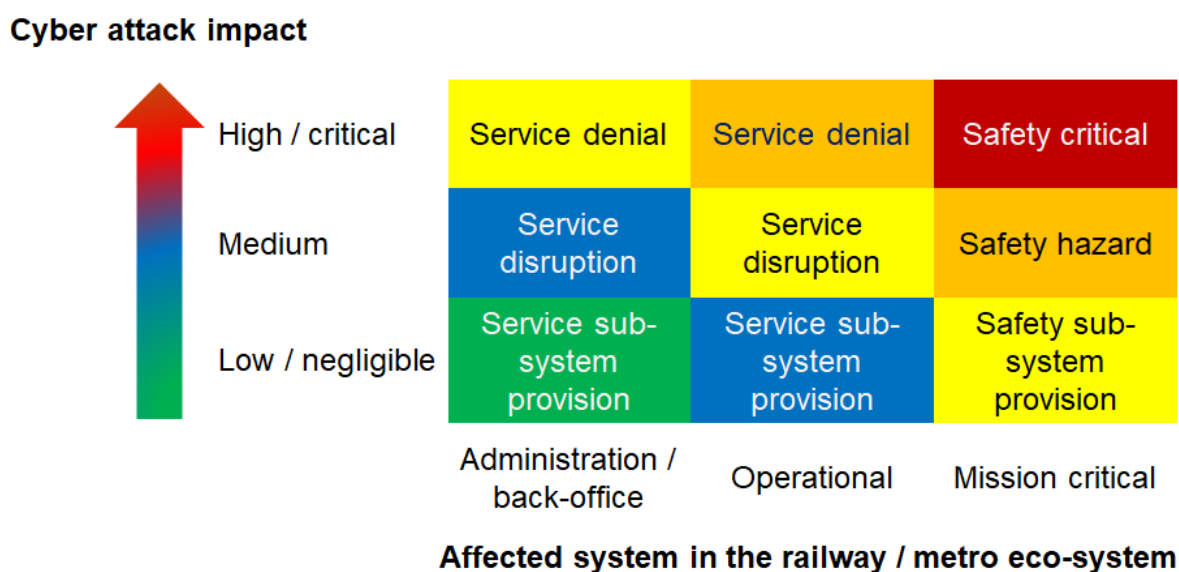 Cyber attack impact
High / critical
Service denial
Service denial
Safety critical
Medium
Service
disruption
Service
disruption
Safety hazard
Low / negligible
Service sub-
system
provision
Service sub-
system
provision
Safety sub-
system
provision
Administration /
back-office
Operational
Mission critical
Affected system in the railway / metro eco-system